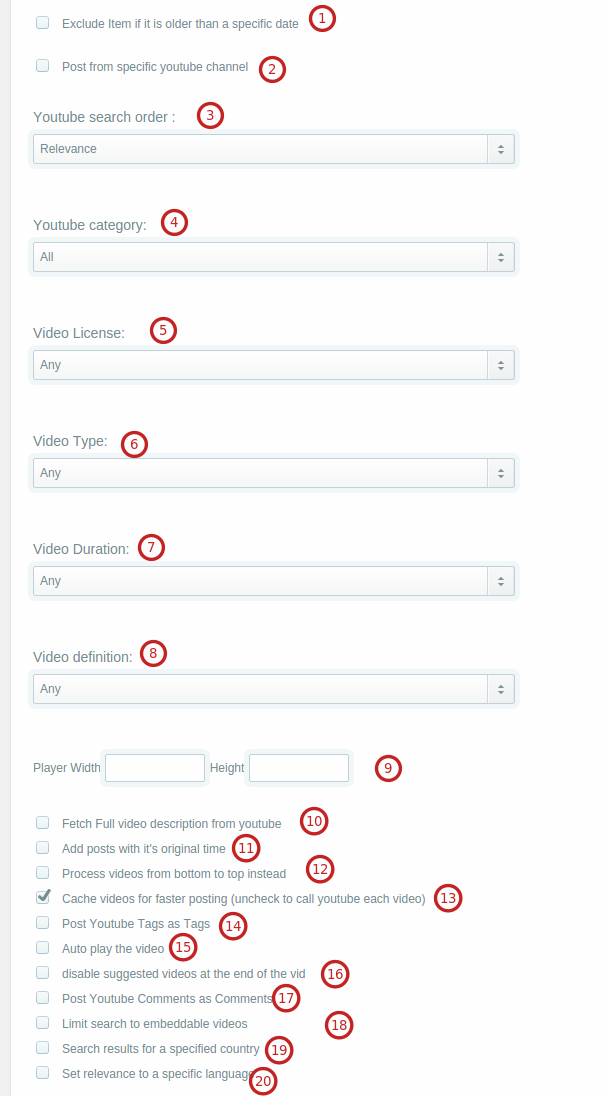 Exclude Item if it is older than a specific date 1
Post from specific youtube channel 2
Youtube search order : 3
Relevance
Youtube category: 4
All
Video License: 5
Any
Video Type: 6
Any
Video Duration: 7
Any
Video definition: 8
Any
Player Width Height 9
Fetch Full video description from youtube 10
Add posts with it's original time 11
Process videos from bottom to top instead 12
Cache videos for faster posting (uncheck to call youtube each video) 13
Post Youtube Tags as Tags 14
Auto play the video 15
disable suggested videos at the end of the vid 16
Post Youtube Comments as Comments 17
Limit search to embeddable videos 18
Search results for a specified country 19
Set relevance to a specific language 20